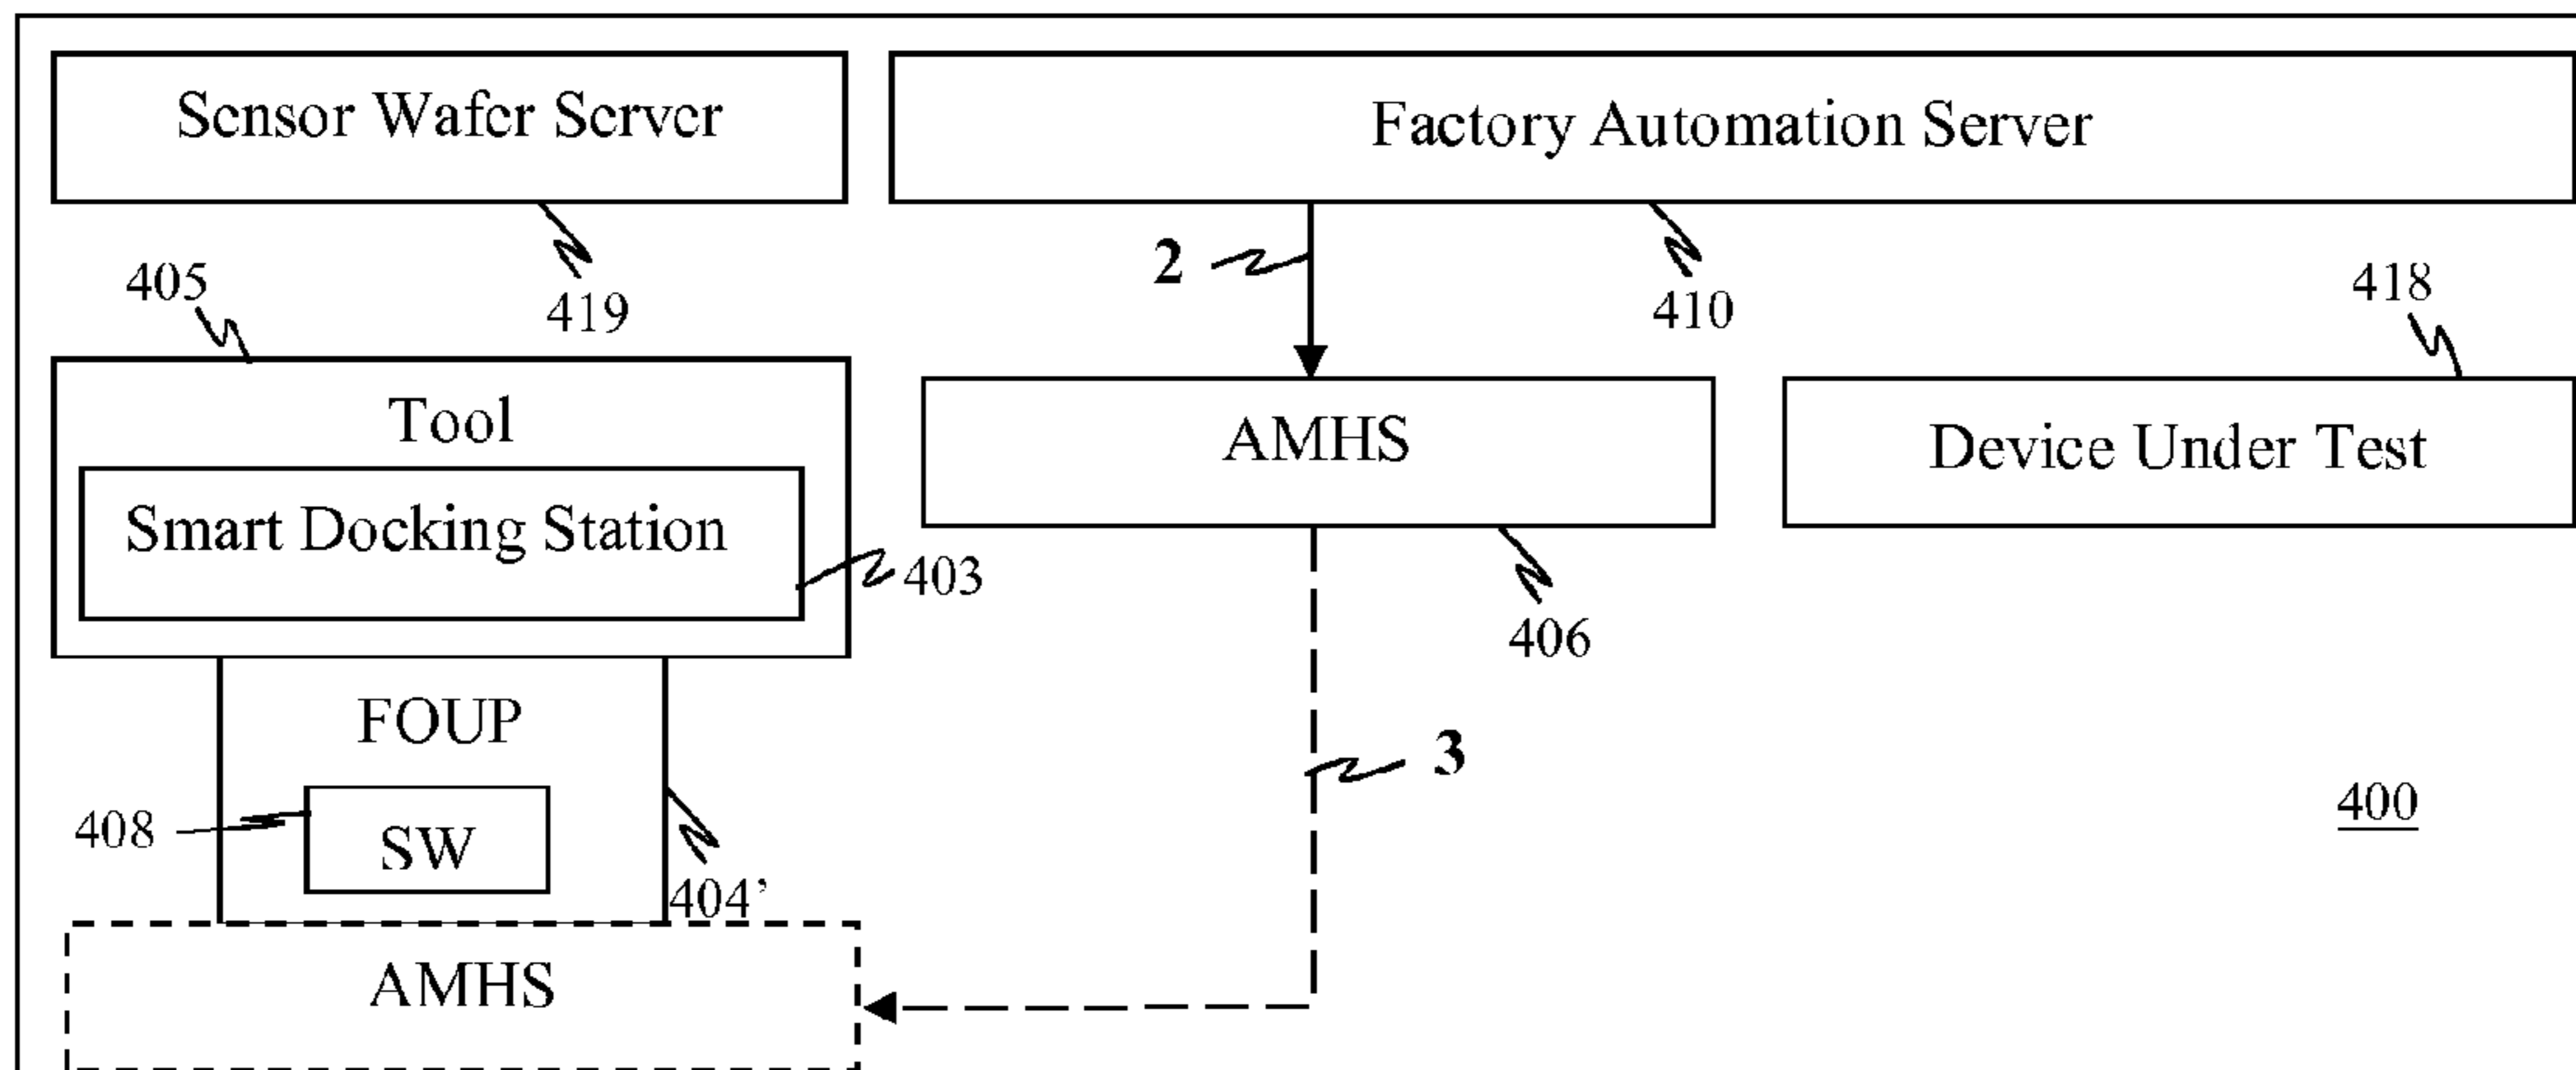 Sensor Wafer Server
Factory Automation Server
2
405
419
410
418
Tool
AMHS
Device Under Test
Smart Docking Station
403
406
FOUP
3
408
SW
400
404’
AMHS